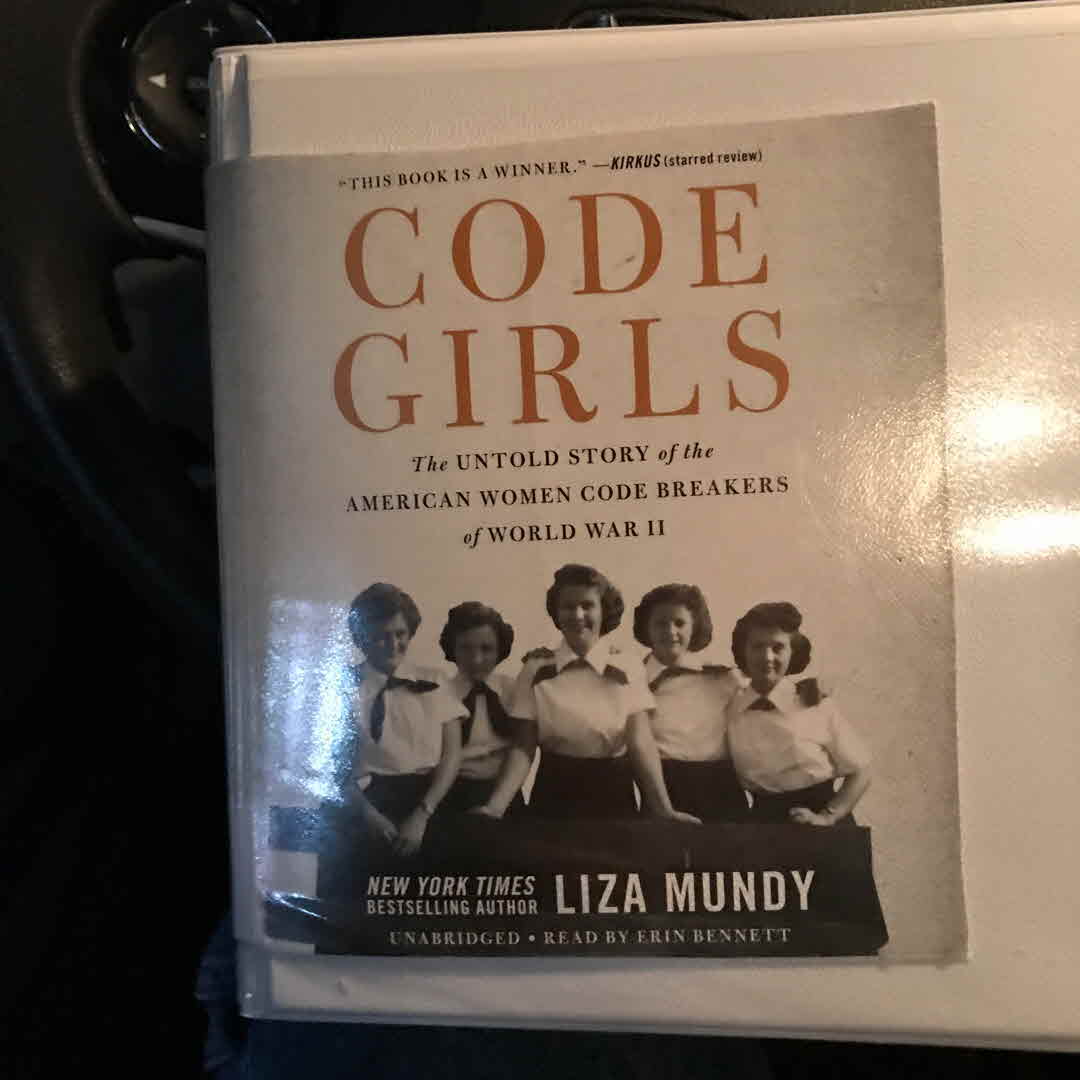 "THIS BOOK IS A WINNER." —KIRKUS (starred review)
CODE
GIRLS
The UNTOLD STORY of the
AMERICAN WOMEN CODE BREAKERS
of WORLD WAR II
NEW YORK TIMES
BESTSELLING AUTHOR
LIZA MUNDY
UNABRIDGED • READ BY ERIN BENNETT